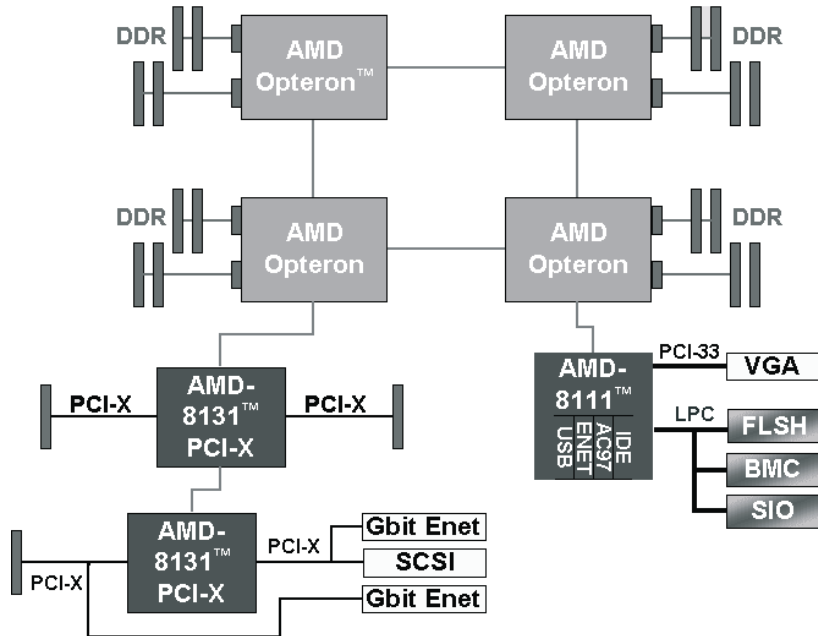 DDR
AMD
Opteron™
AMD
Opteron
DDR
DDR
AMD
Opteron
AMD
Opteron
DDR
PCI-X
AMD-
8131™
PCI-X
PCI-X
AMD-
8111™
USB
ENET
AC97
IDE
PCI-33
VGA
LPC
FLSH
BMC
SIO
PCI-X
AMD-
8131™
PCI-X
PCI-X
Gbit Enet
SCSI
Gbit Enet